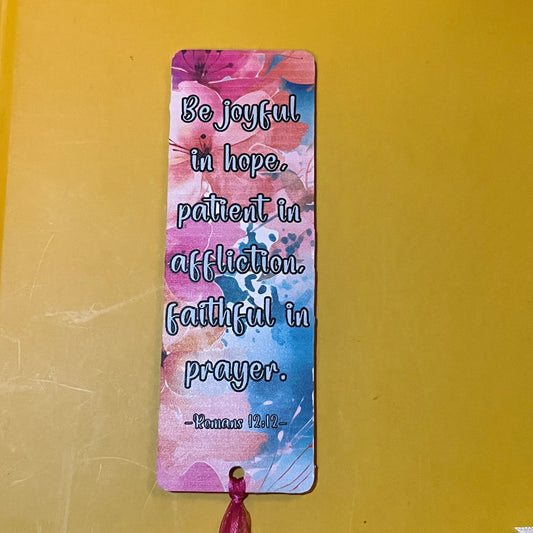 Be joyful
in hope,
patient in
affliction,
faithful in
prayer.
-Romans 12:12-